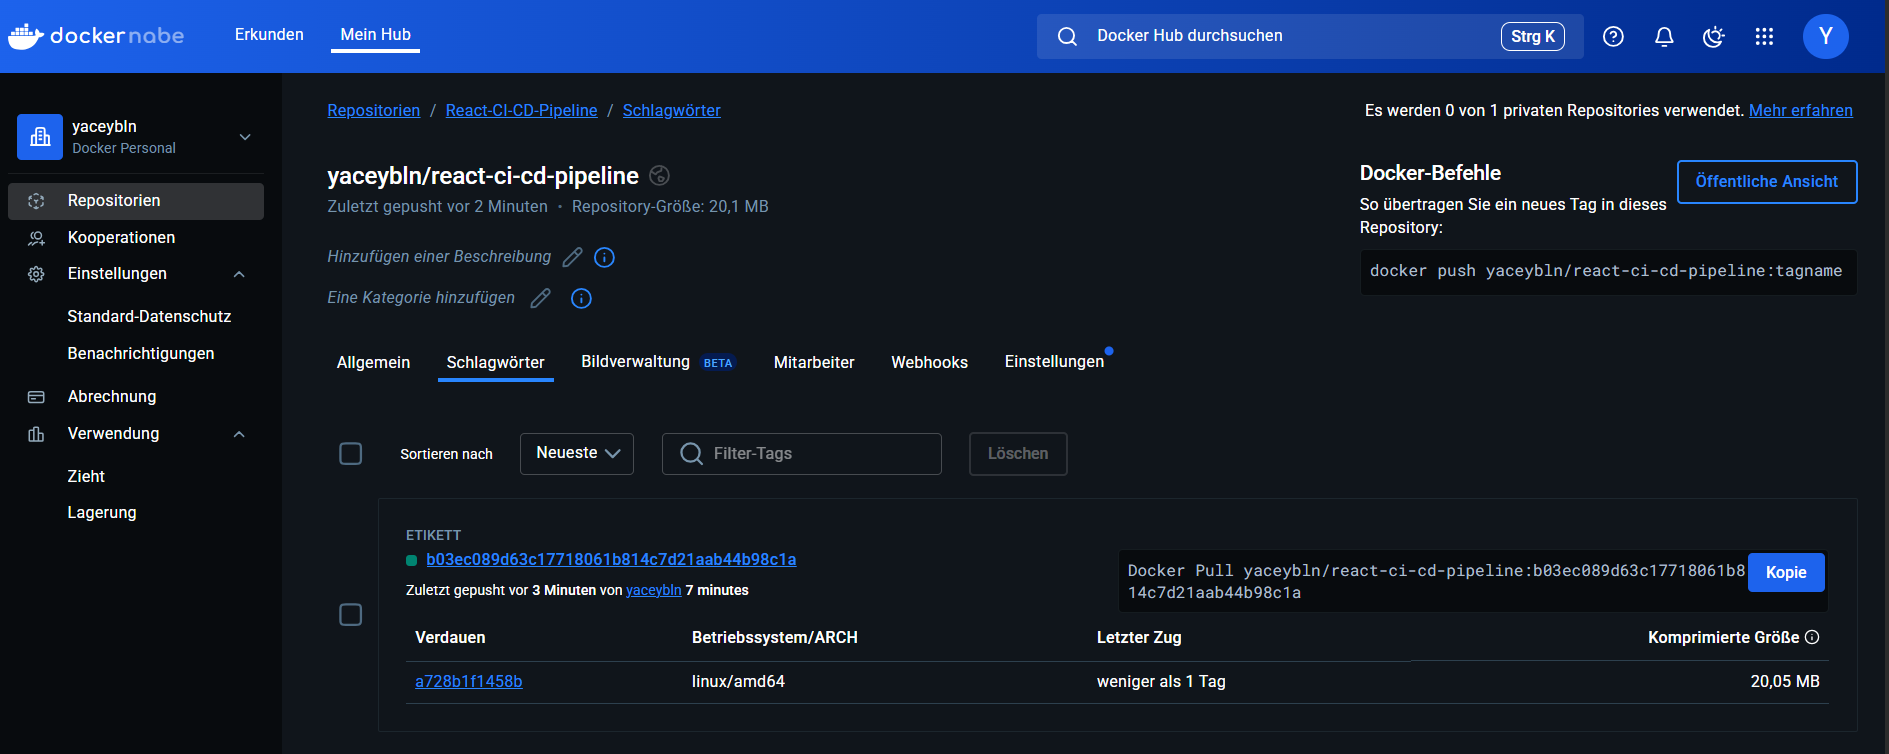 dockernabe
Erkunden
Mein Hub
Docker Hub durchsuchen
Strg K
Y
yaceybln
Docker Personal
Repositorien
Kooperationen
Einstellungen
Standard-Datenschutz
Benachrichtigungen
Abrechnung
Verwendung
Zieht
Lagerung
Repositorien / React-CI-CD-Pipeline / Schlagwörter
Es werden 0 von 1 privaten Repositories verwendet. Mehr erfahren
yaceybln/react-ci-cd-pipeline
Zuletzt gepusht vor 2 Minuten • Repository-Größe: 20,1 MB
Hinzufügen einer Beschreibung
Eine Kategorie hinzufügen
Docker-Befehle
Öffentliche Ansicht
So übertragen Sie ein neues Tag in dieses
Repository:
docker push yaceybln/react-ci-cd-pipeline:tagname
Allgemein
Schlagwörter
Bildverwaltung BETA
Mitarbeiter
Webhooks
Einstellungen
Sortieren nach
Neueste
Filter-Tags
Löschen
ETIKETT
b03ec089d63c17718061b814c7d21aab44b98c1a
Zuletzt gepusht vor 3 Minuten von yaceybln 7 minutes
Docker Pull yaceybln/react-ci-cd-pipeline:b03ec089d63c17718061b8
14c7d21aab44b98c1a
Kopie
Verdauen Betriebssystem/ARCH Letzter Zug Komprimierte Größe
a728b1f1458b linux/amd64 weniger als 1 Tag 20,05 MB